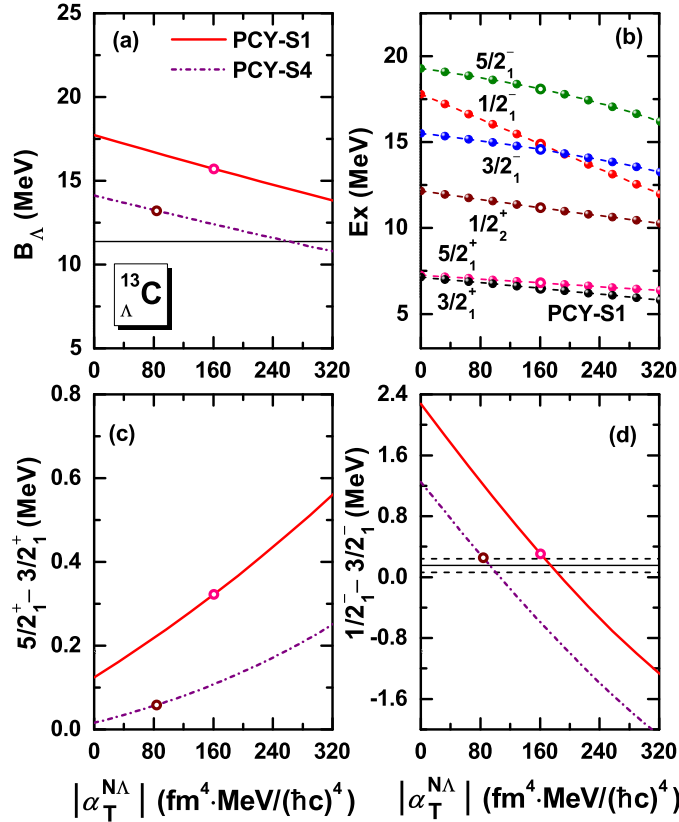 (a)
PCY-S1
PCY-S4
25
20
15
10
5
B_Λ (MeV)
^13_Λ C
0 80 160 240 320
(b)
20
15
10
5
Ex (MeV)
5/2_1^-
1/2_1^-
3/2_1^-
1/2_2^+
5/2_1^+
3/2_1^+
PCY-S1
0 80 160 240 320
(c)
0.8
0.6
0.4
0.2
0.0
5/2_1^+ – 3/2_1^+ (MeV)
0 80 160 240 320
|α_T^NΛ| (fm^4·MeV/(ħc)^4)
(d)
2.4
1.6
0.8
0.0
-0.8
-1.6
1/2_1^- – 3/2_1^- (MeV)
0 80 160 240 320
|α_T^NΛ| (fm^4·MeV/(ħc)^4)